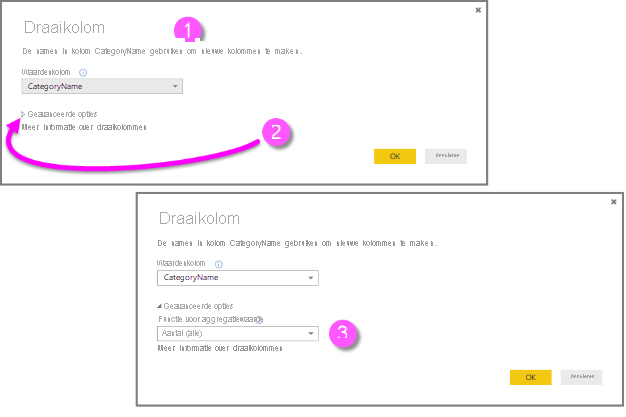 Draaikolom
1
De namen in kolom CategoryName gebruiken om nieuwe kolommen te maken.
Waardenkolom
CategoryName
Geavanceerde opties
Meer informatie over draaikolommen
2
OK
Annuleren
Draaikolom
De namen in kolom CategoryName gebruiken om nieuwe kolommen te maken.
Waardenkolom
CategoryName
Geavanceerde opties
Functie voor aggregatiewaarde
Aantal (alle)
3
Meer informatie over draaikolommen
OK
Annuleren